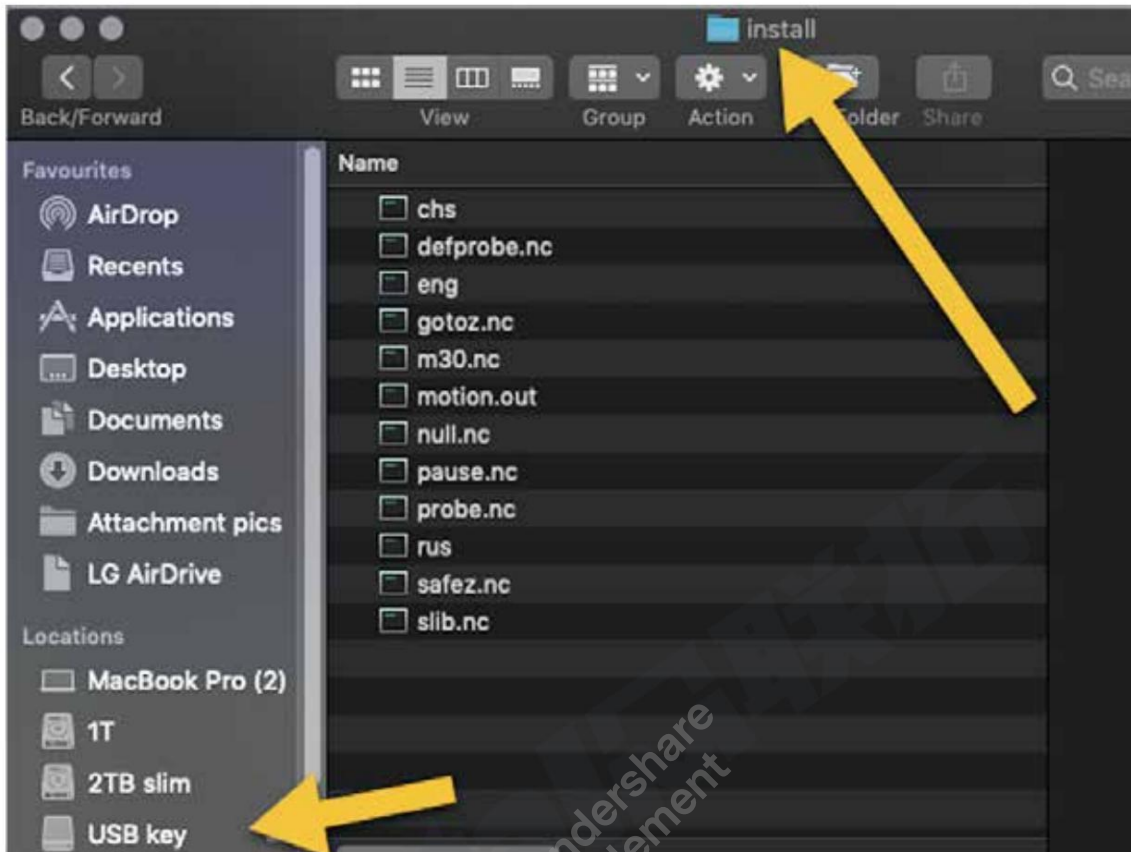 install
Sea
Back/Forward View Group Action older Share
Favourites
AirDrop
Recents
Applications
Desktop
Documents
Downloads
Attachment pics
LG AirDrive
Locations
MacBook Pro (2)
1T
2TB slim
USB key
Name
chs
defprobe.nc
eng
gotoz.nc
m30.nc
motion.out
null.nc
pause.nc
probe.nc
rus
safez.nc
slib.nc
ndershare
lement